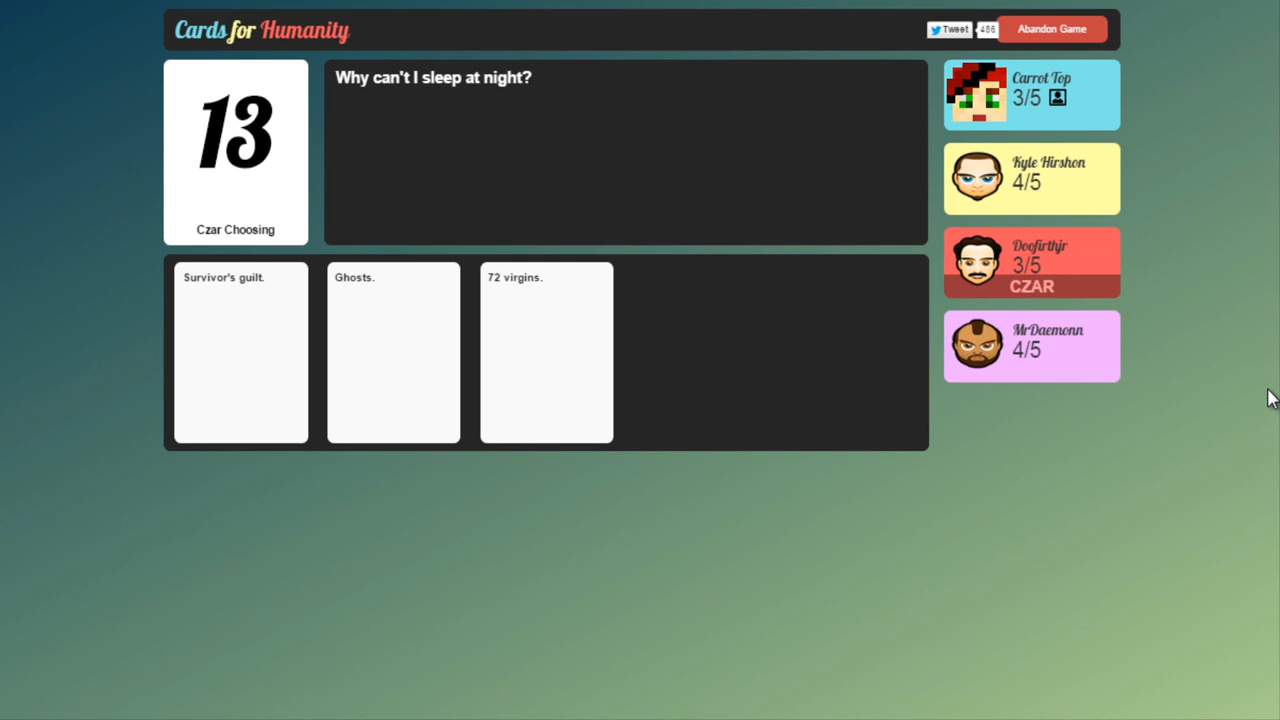 Cards for Humanity
Tweet
486
Abandon Game
13
Czar Choosing
Why can't I sleep at night?
Carrot Top
3/5
Kyle Hirshon
4/5
Doofirthjr
3/5
CZAR
MrDaemonn
4/5
Survivor's guilt.
Ghosts.
72 virgins.